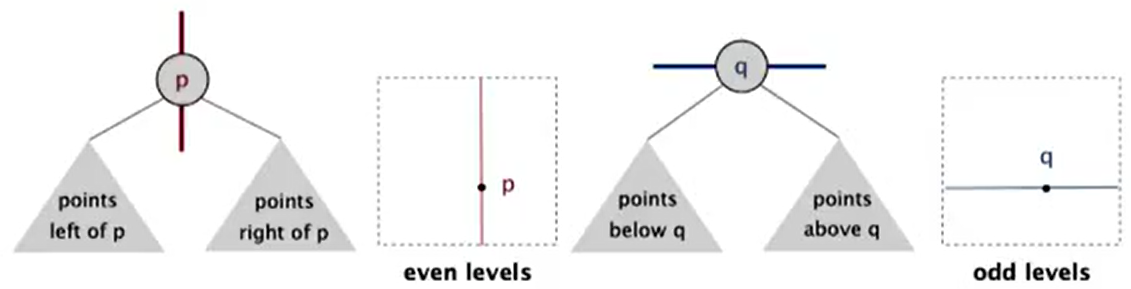 p
points
left of p
points
right of p
p
even levels
q
points
below q
points
above q
q
odd levels